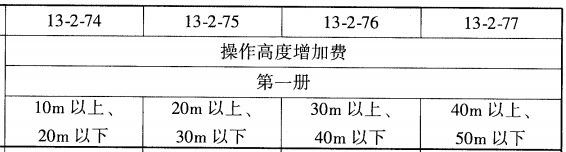 13-2-74 13-2-75 13-2-76 13-2-77
操作高度增加费
第一册
10m 以上、 20m 以上、 30m 以上、 40m 以上、
20m 以下 30m 以下 40m 以下 50m 以下